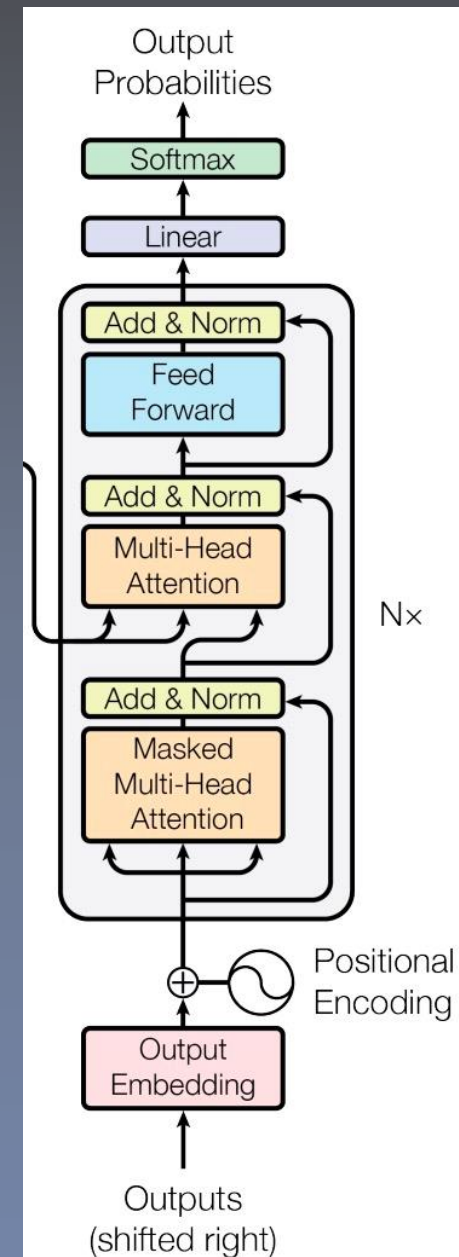 Output
Probabilities
Softmax
Linear
Add & Norm
Feed
Forward
Add & Norm
Multi-Head
Attention
N×
Add & Norm
Masked
Multi-Head
Attention
Positional
Encoding
Output
Embedding
Outputs
(shifted right)